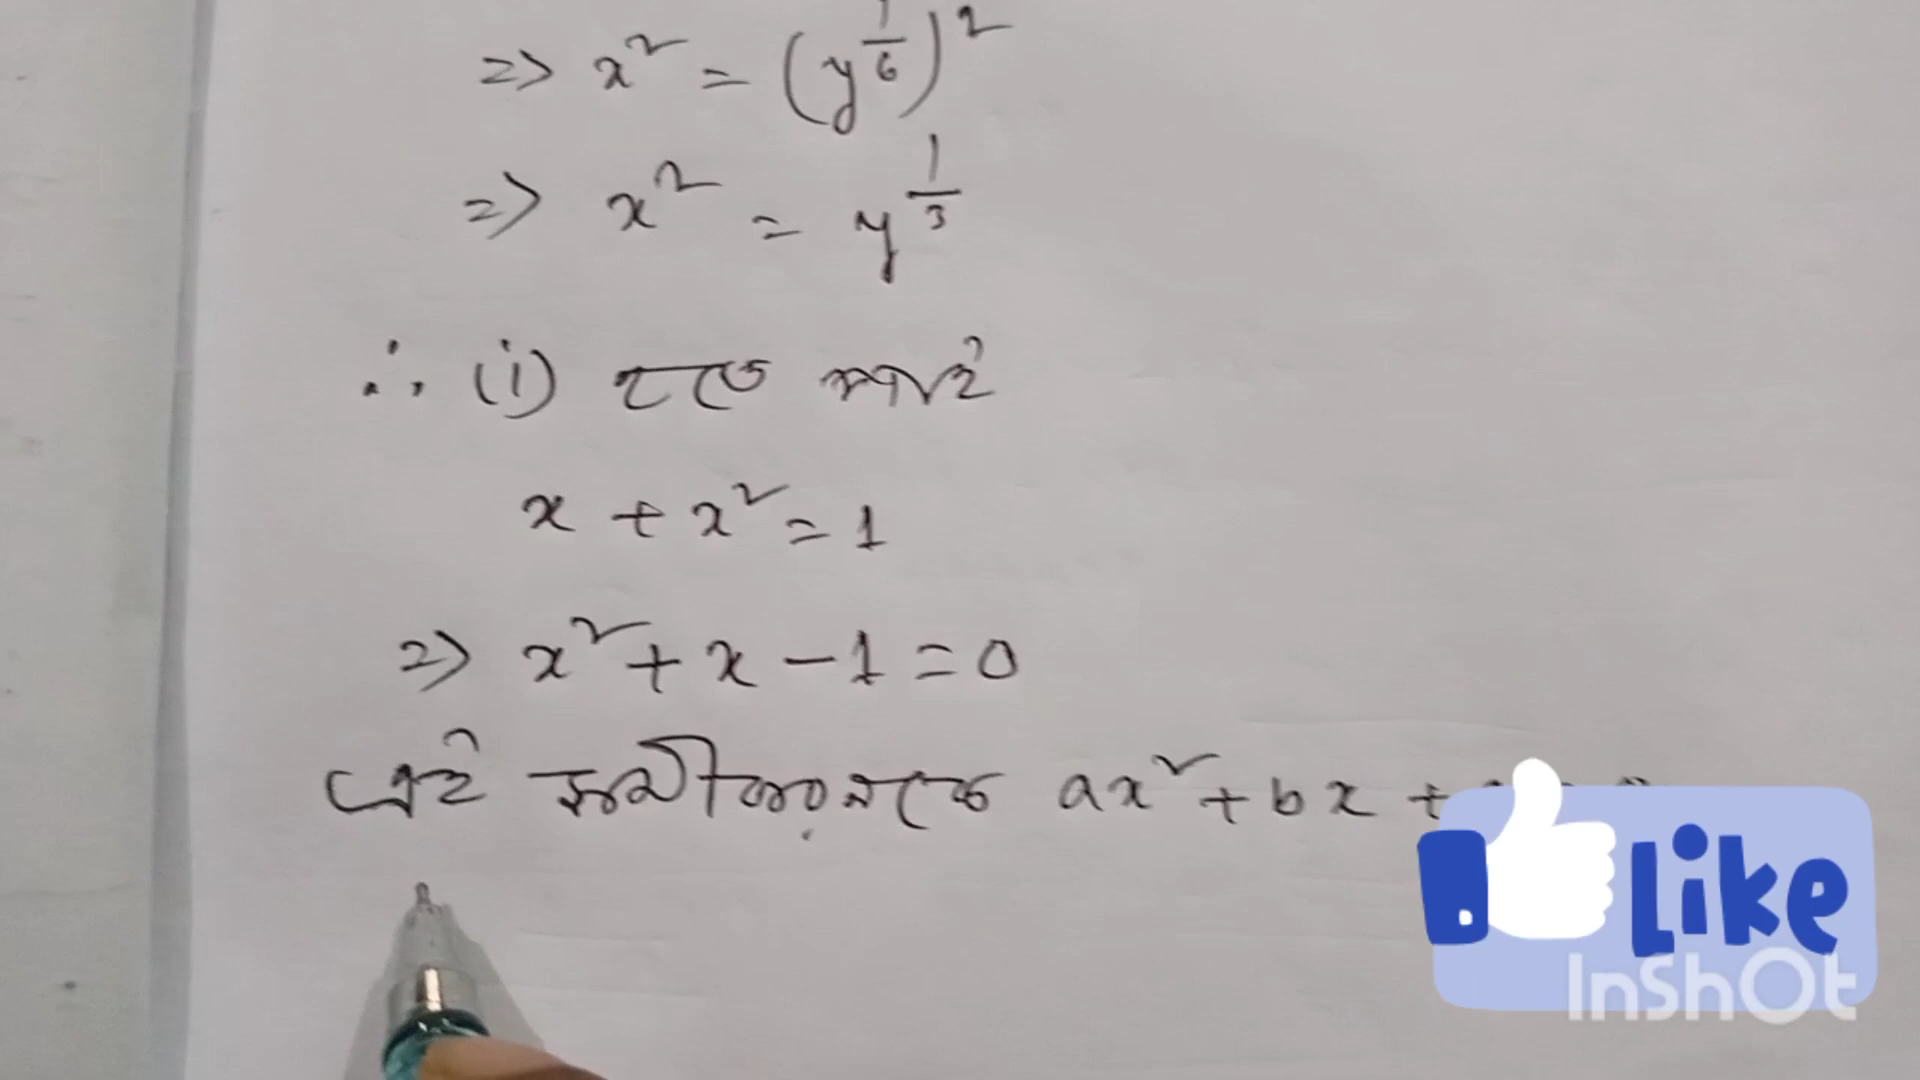 => x² = (y^(1/6))²
=> x² = y^(1/3)
∴ (i) হতে পাই
x + x² = 1
=> x² + x - 1 = 0
এই সমীকরনকে ax² + bx +
Like
InShOt